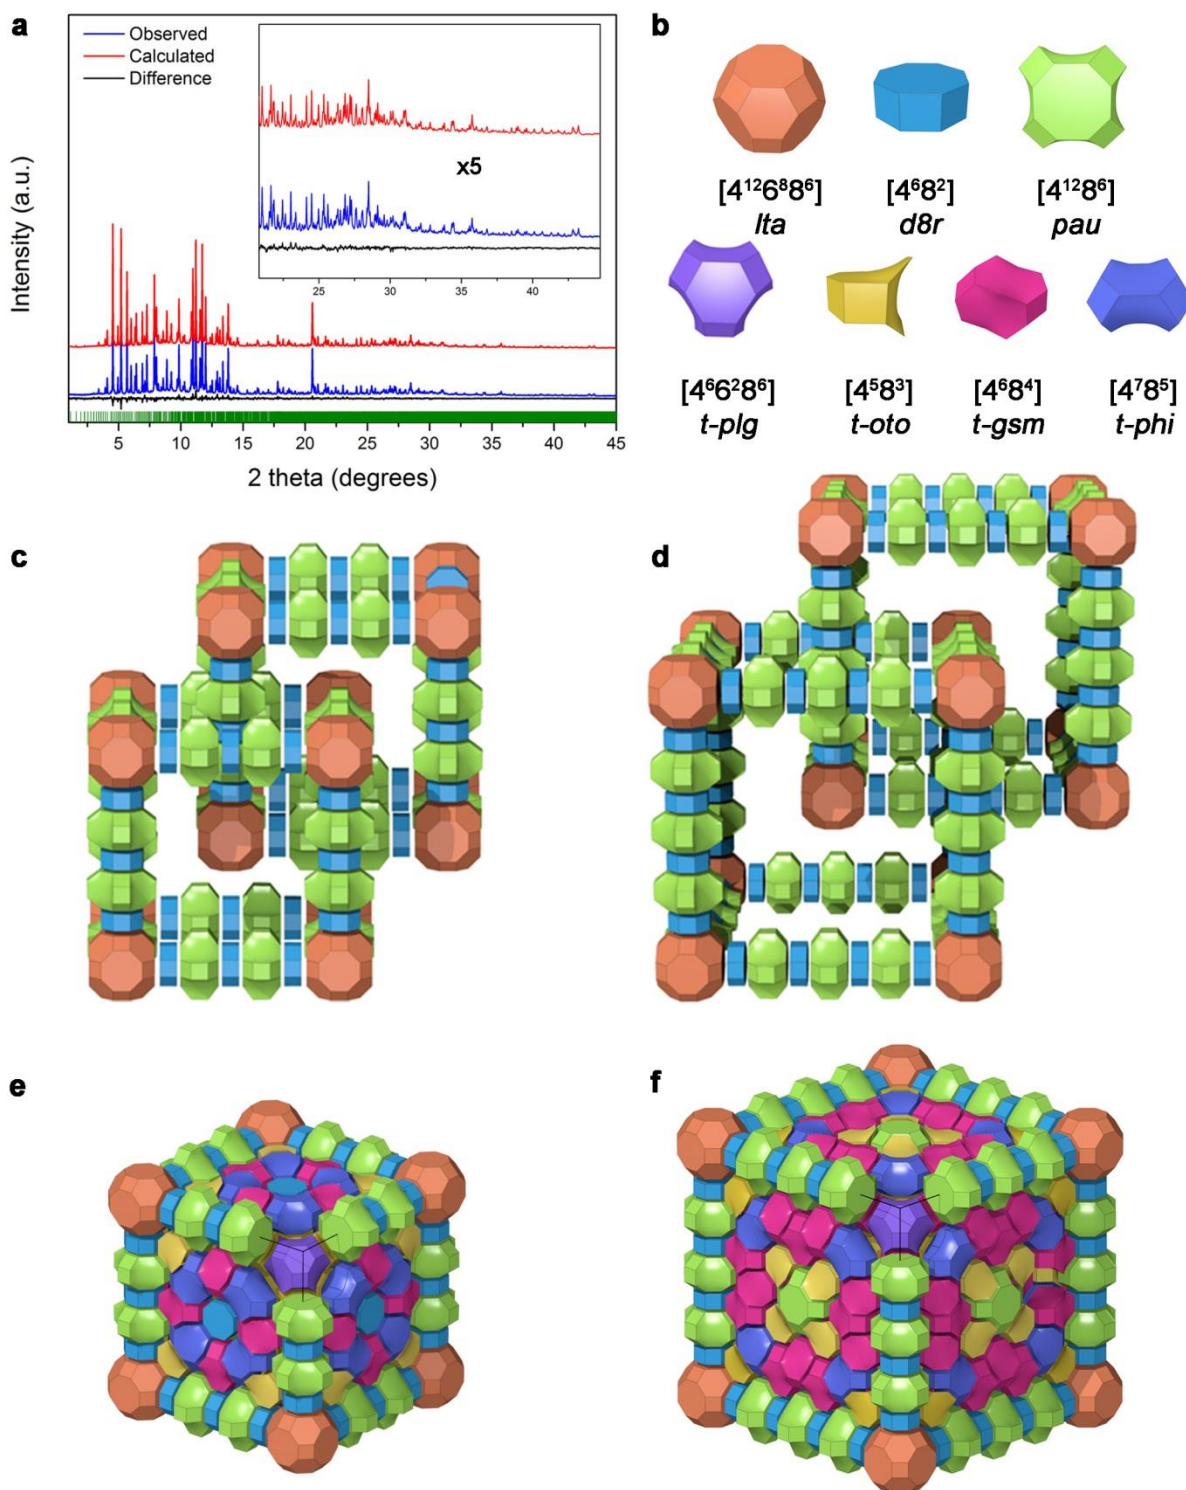 a
Observed
Calculated
Difference
x5
25 30 35 40
Intensity (a.u.)
5 10 15 20 25 30 35 40 45
2 theta (degrees)
b
[4¹²6⁸8⁶] [4⁶8²] [4¹²8⁶]
lta d8r pau
[4⁶6²8⁶] [4⁵8³] [4⁶8⁴] [4⁷8⁵]
t-plg t-oto t-gsm t-phi
c
d
e
f